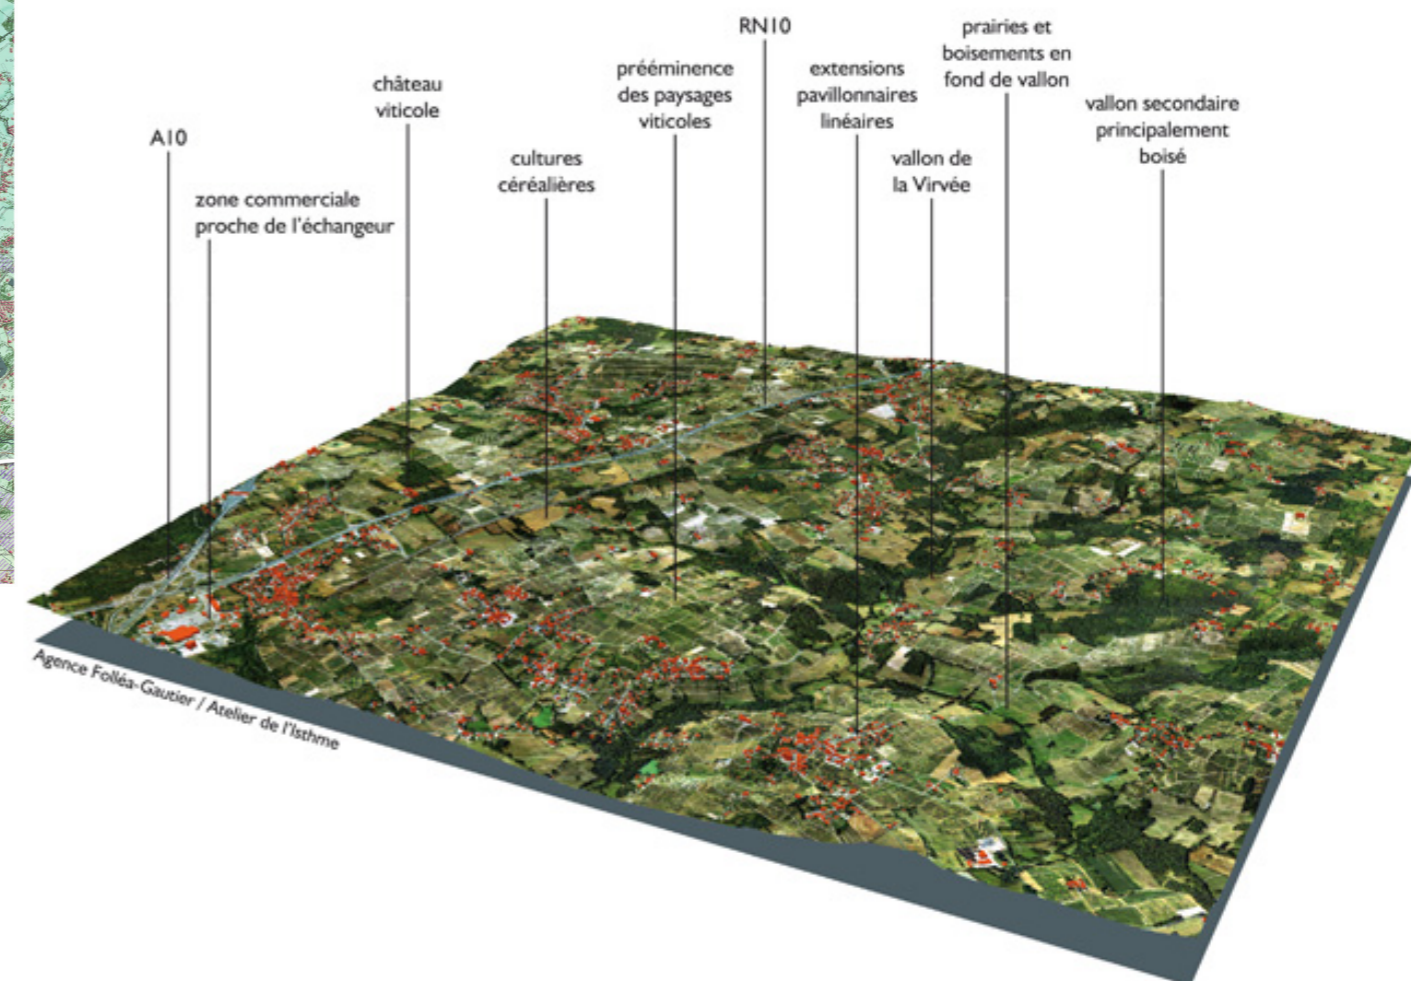 RN10
prairies et
boisements en
fond de vallon
prééminence
des paysages
viticoles
extensions
pavillonnaires
linéaires
château
viticole
vallon secondaire
principalement
boisé
A10
cultures
céréalières
vallon de
la Virvée
zone commerciale
proche de l'échangeur
Agence Folléa-Gautier / Atelier de l'Isthme